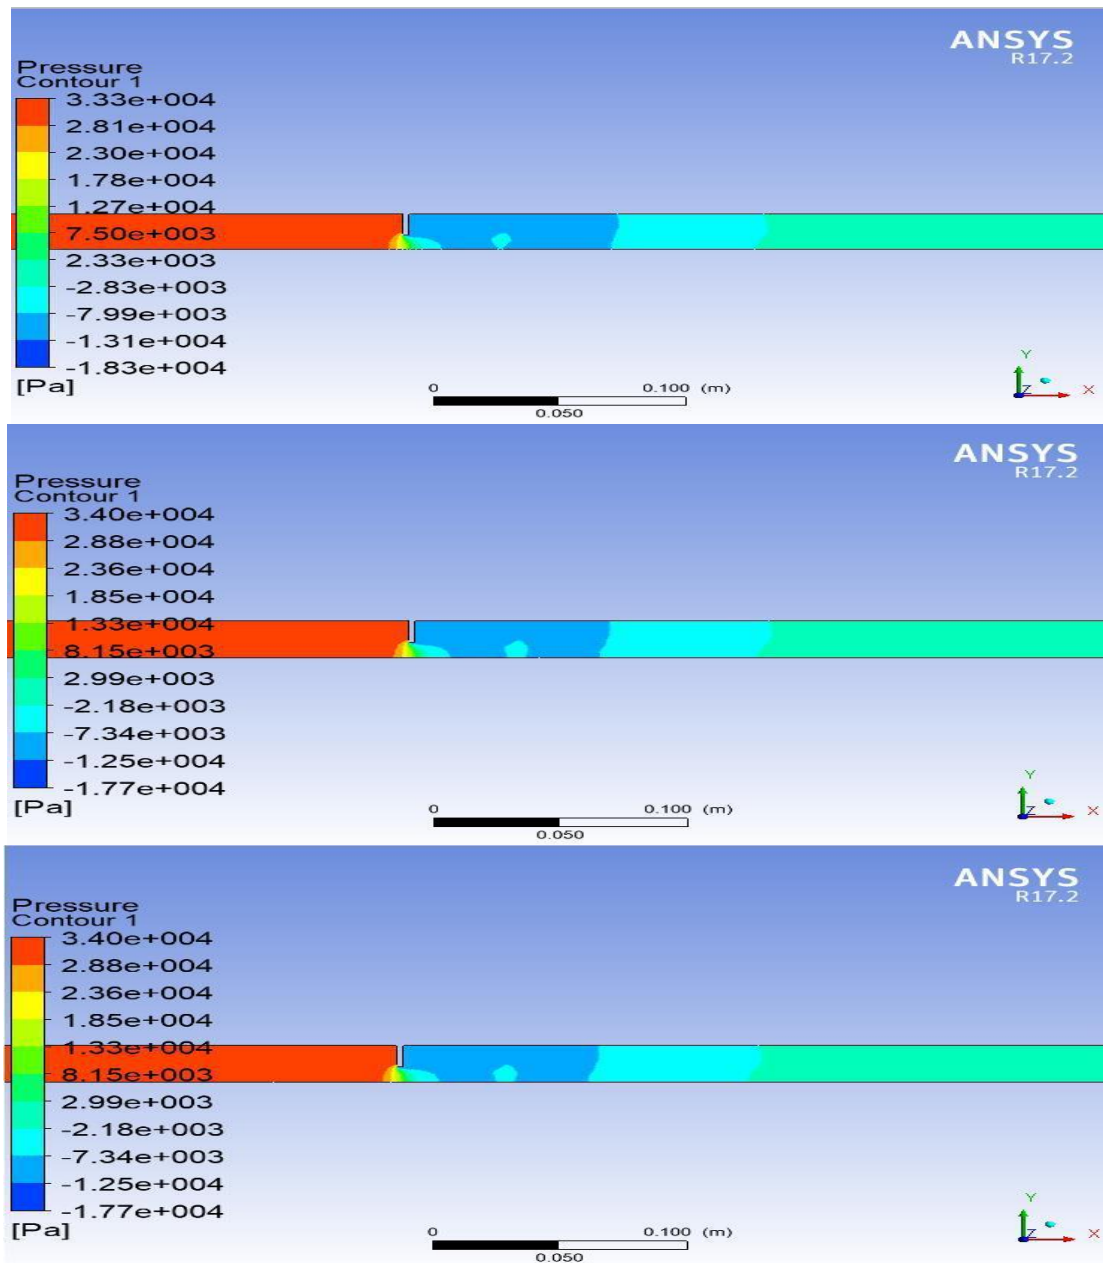 ANSYS
R17.2
Pressure
Contour 1
3.33e+004
2.81e+004
2.30e+004
1.78e+004
1.27e+004
7.50e+003
2.33e+003
-2.83e+003
-7.99e+003
-1.31e+004
-1.83e+004
[Pa]
0 0.100 (m)
0.050
Y
Z X
ANSYS
R17.2
Pressure
Contour 1
3.40e+004
2.88e+004
2.36e+004
1.85e+004
1.33e+004
8.15e+003
2.99e+003
-2.18e+003
-7.34e+003
-1.25e+004
-1.77e+004
[Pa]
0 0.100 (m)
0.050
Y
Z X
ANSYS
R17.2
Pressure
Contour 1
3.40e+004
2.88e+004
2.36e+004
1.85e+004
1.33e+004
8.15e+003
2.99e+003
-2.18e+003
-7.34e+003
-1.25e+004
-1.77e+004
[Pa]
0 0.100 (m)
0.050
Y
Z X